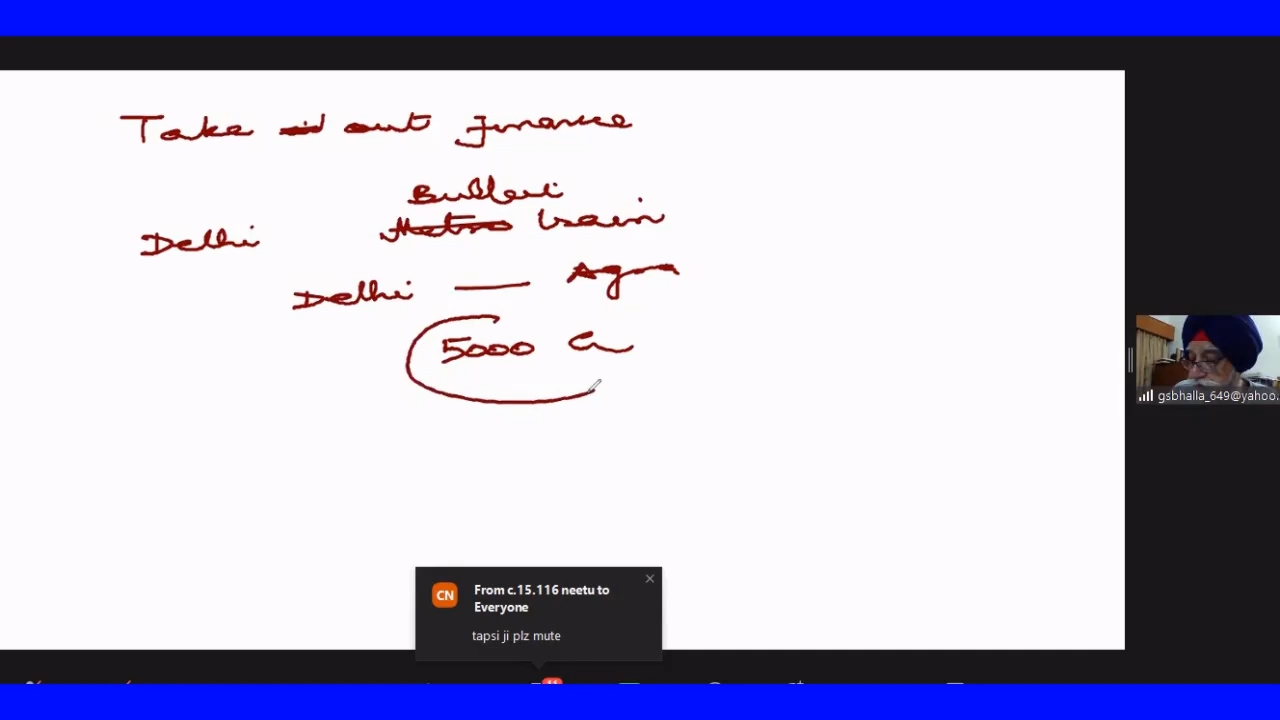 Take out finance
Bullet
Delhi Metro train
Delhi — Agra
5000 Cr
gsbhalla_649@yahoo.
CN
From c.15.116 neetu to
Everyone
tapsi ji plz mute